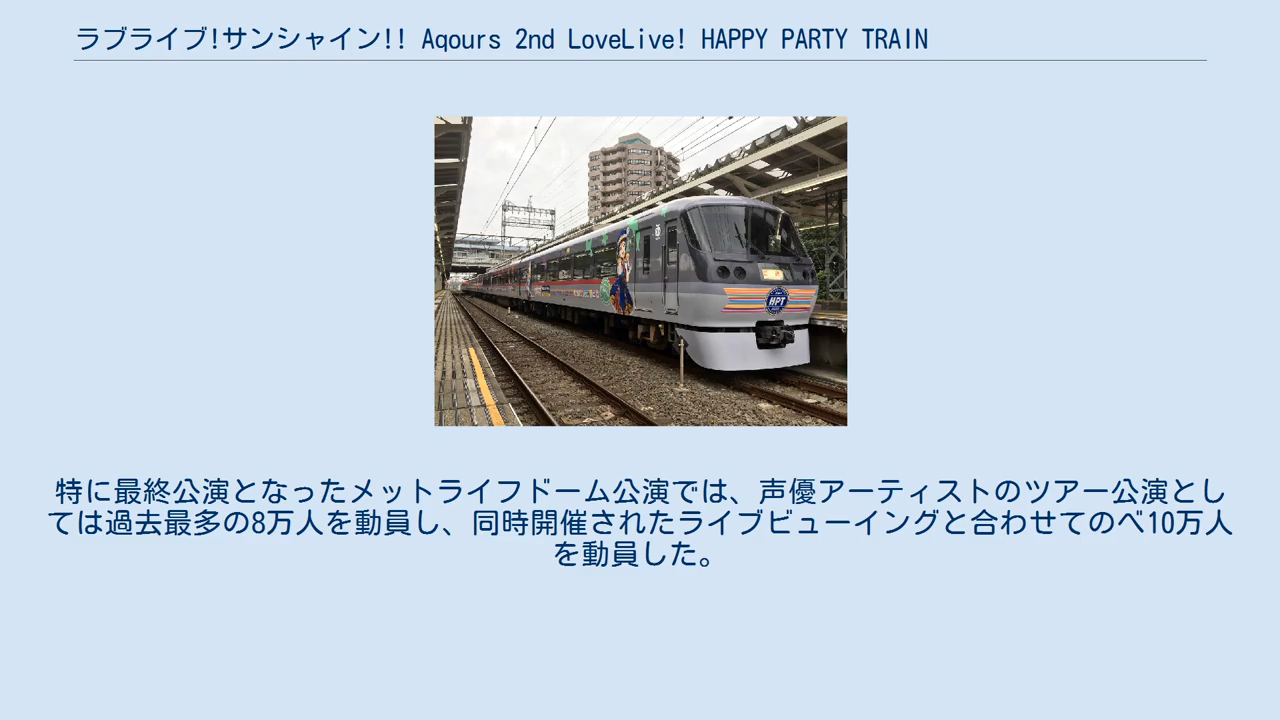 ラブライブ!サンシャイン!! Aqours 2nd LoveLive! HAPPY PARTY TRAIN
HPT
特に最終公演となったメットライフドーム公演では、声優アーティストのツアー公演とし
ては過去最多の8万人を動員し、同時開催されたライブビューイングと合わせてのべ10万人
を動員した。